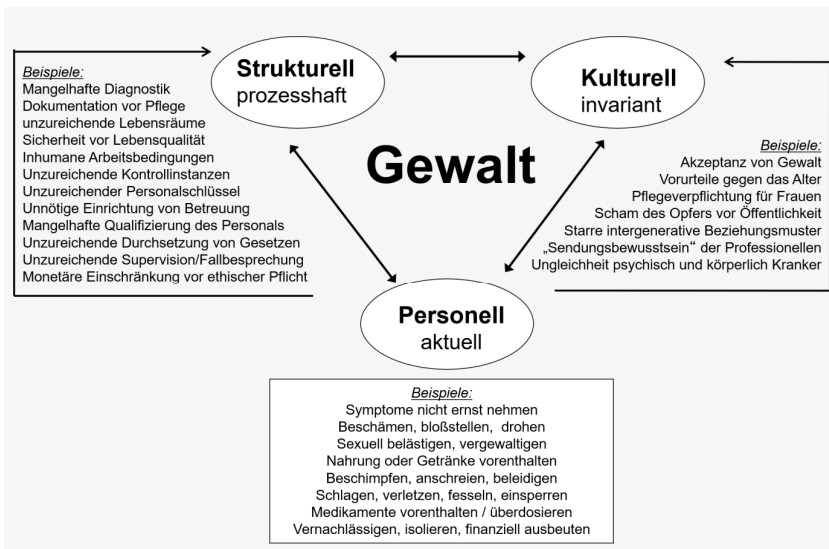 Strukturell
prozesshaft
Kulturell
invariant
Gewalt
Personell
aktuell
Beispiele:
Mangelhafte Diagnostik
Dokumentation vor Pflege
unzureichende Lebensräume
Sicherheit vor Lebensqualität
Inhumane Arbeitsbedingungen
Unzureichende Kontrollinstanzen
Unzureichender Personalschlüssel
Unnötige Einrichtung von Betreuung
Mangelhafte Qualifizierung des Personals
Unzureichende Durchsetzung von Gesetzen
Unzureichende Supervision/Fallbesprechung
Monetäre Einschränkung vor ethischer Pflicht
Beispiele:
Akzeptanz von Gewalt
Vorurteile gegen das Alter
Pflegeverpflichtung für Frauen
Scham des Opfers vor Öffentlichkeit
Starre intergenerative Beziehungsmuster
„Sendungsbewusstsein“ der Professionellen
Ungleichheit psychisch und körperlich Kranker
Beispiele:
Symptome nicht ernst nehmen
Beschämen, bloßstellen, drohen
Sexuell belästigen, vergewaltigen
Nahrung oder Getränke vorenthalten
Beschimpfen, anschreien, beleidigen
Schlagen, verletzen, fesseln, einsperren
Medikamente vorenthalten / überdosieren
Vernachlässigen, isolieren, finanziell ausbeuten